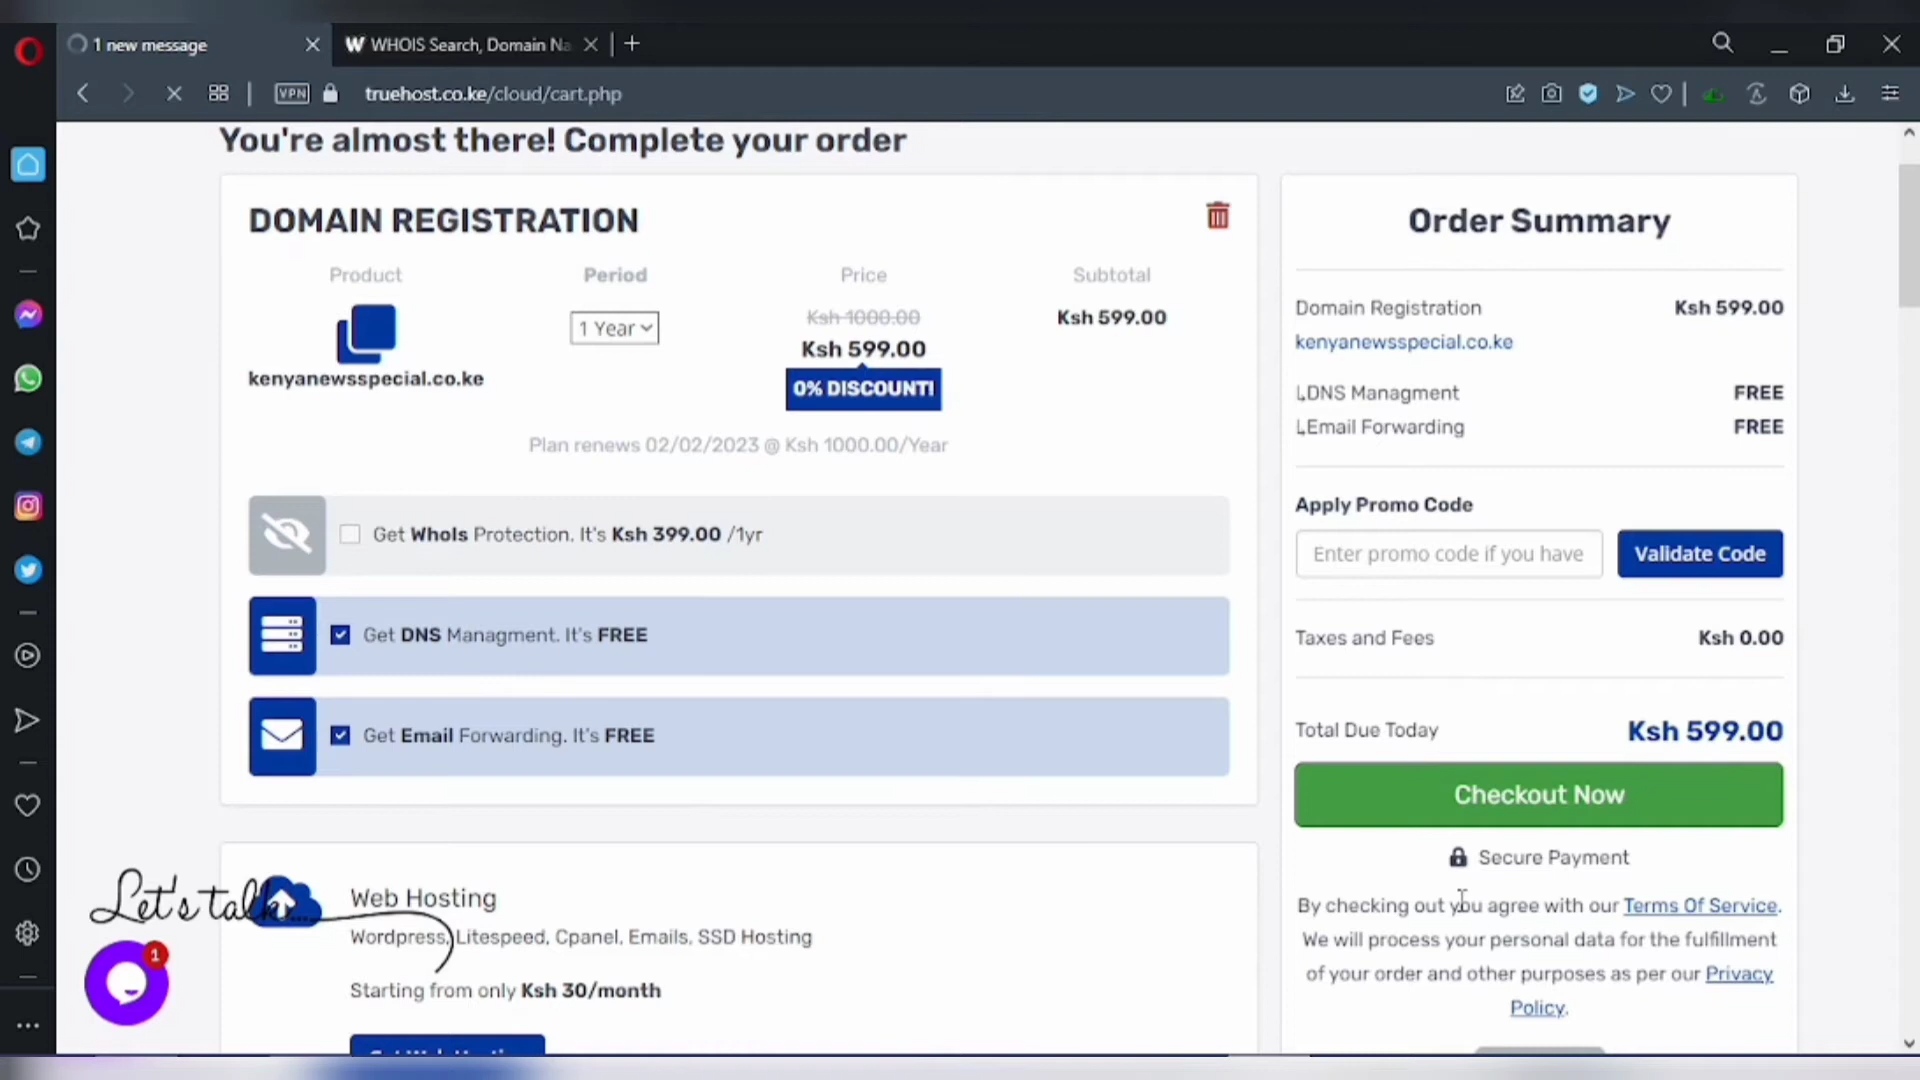 1 new message
WHOIS Search, Domain Na
VPN
truehost.co.ke/cloud/cart.php
You're almost there! Complete your order
DOMAIN REGISTRATION
Product
Period
Price
Subtotal
kenyanewsspecial.co.ke
1 Year
Ksh 1000.00
Ksh 599.00
0% DISCOUNT!
Ksh 599.00
Plan renews 02/02/2023 @ Ksh 1000.00/Year
Get WhoIs Protection. It's Ksh 399.00 /1yr
Get DNS Managment. It's FREE
Get Email Forwarding. It's FREE
Web Hosting
Wordpress, Litespeed, Cpanel, Emails, SSD Hosting
Starting from only Ksh 30/month
Let's talk...
1
Order Summary
Domain Registration Ksh 599.00
kenyanewsspecial.co.ke
DNS Managment FREE
Email Forwarding FREE
Apply Promo Code
Enter promo code if you have
Validate Code
Taxes and Fees Ksh 0.00
Total Due Today Ksh 599.00
Checkout Now
Secure Payment
By checking out you agree with our Terms Of Service.
We will process your personal data for the fulfillment
of your order and other purposes as per our Privacy
Policy.